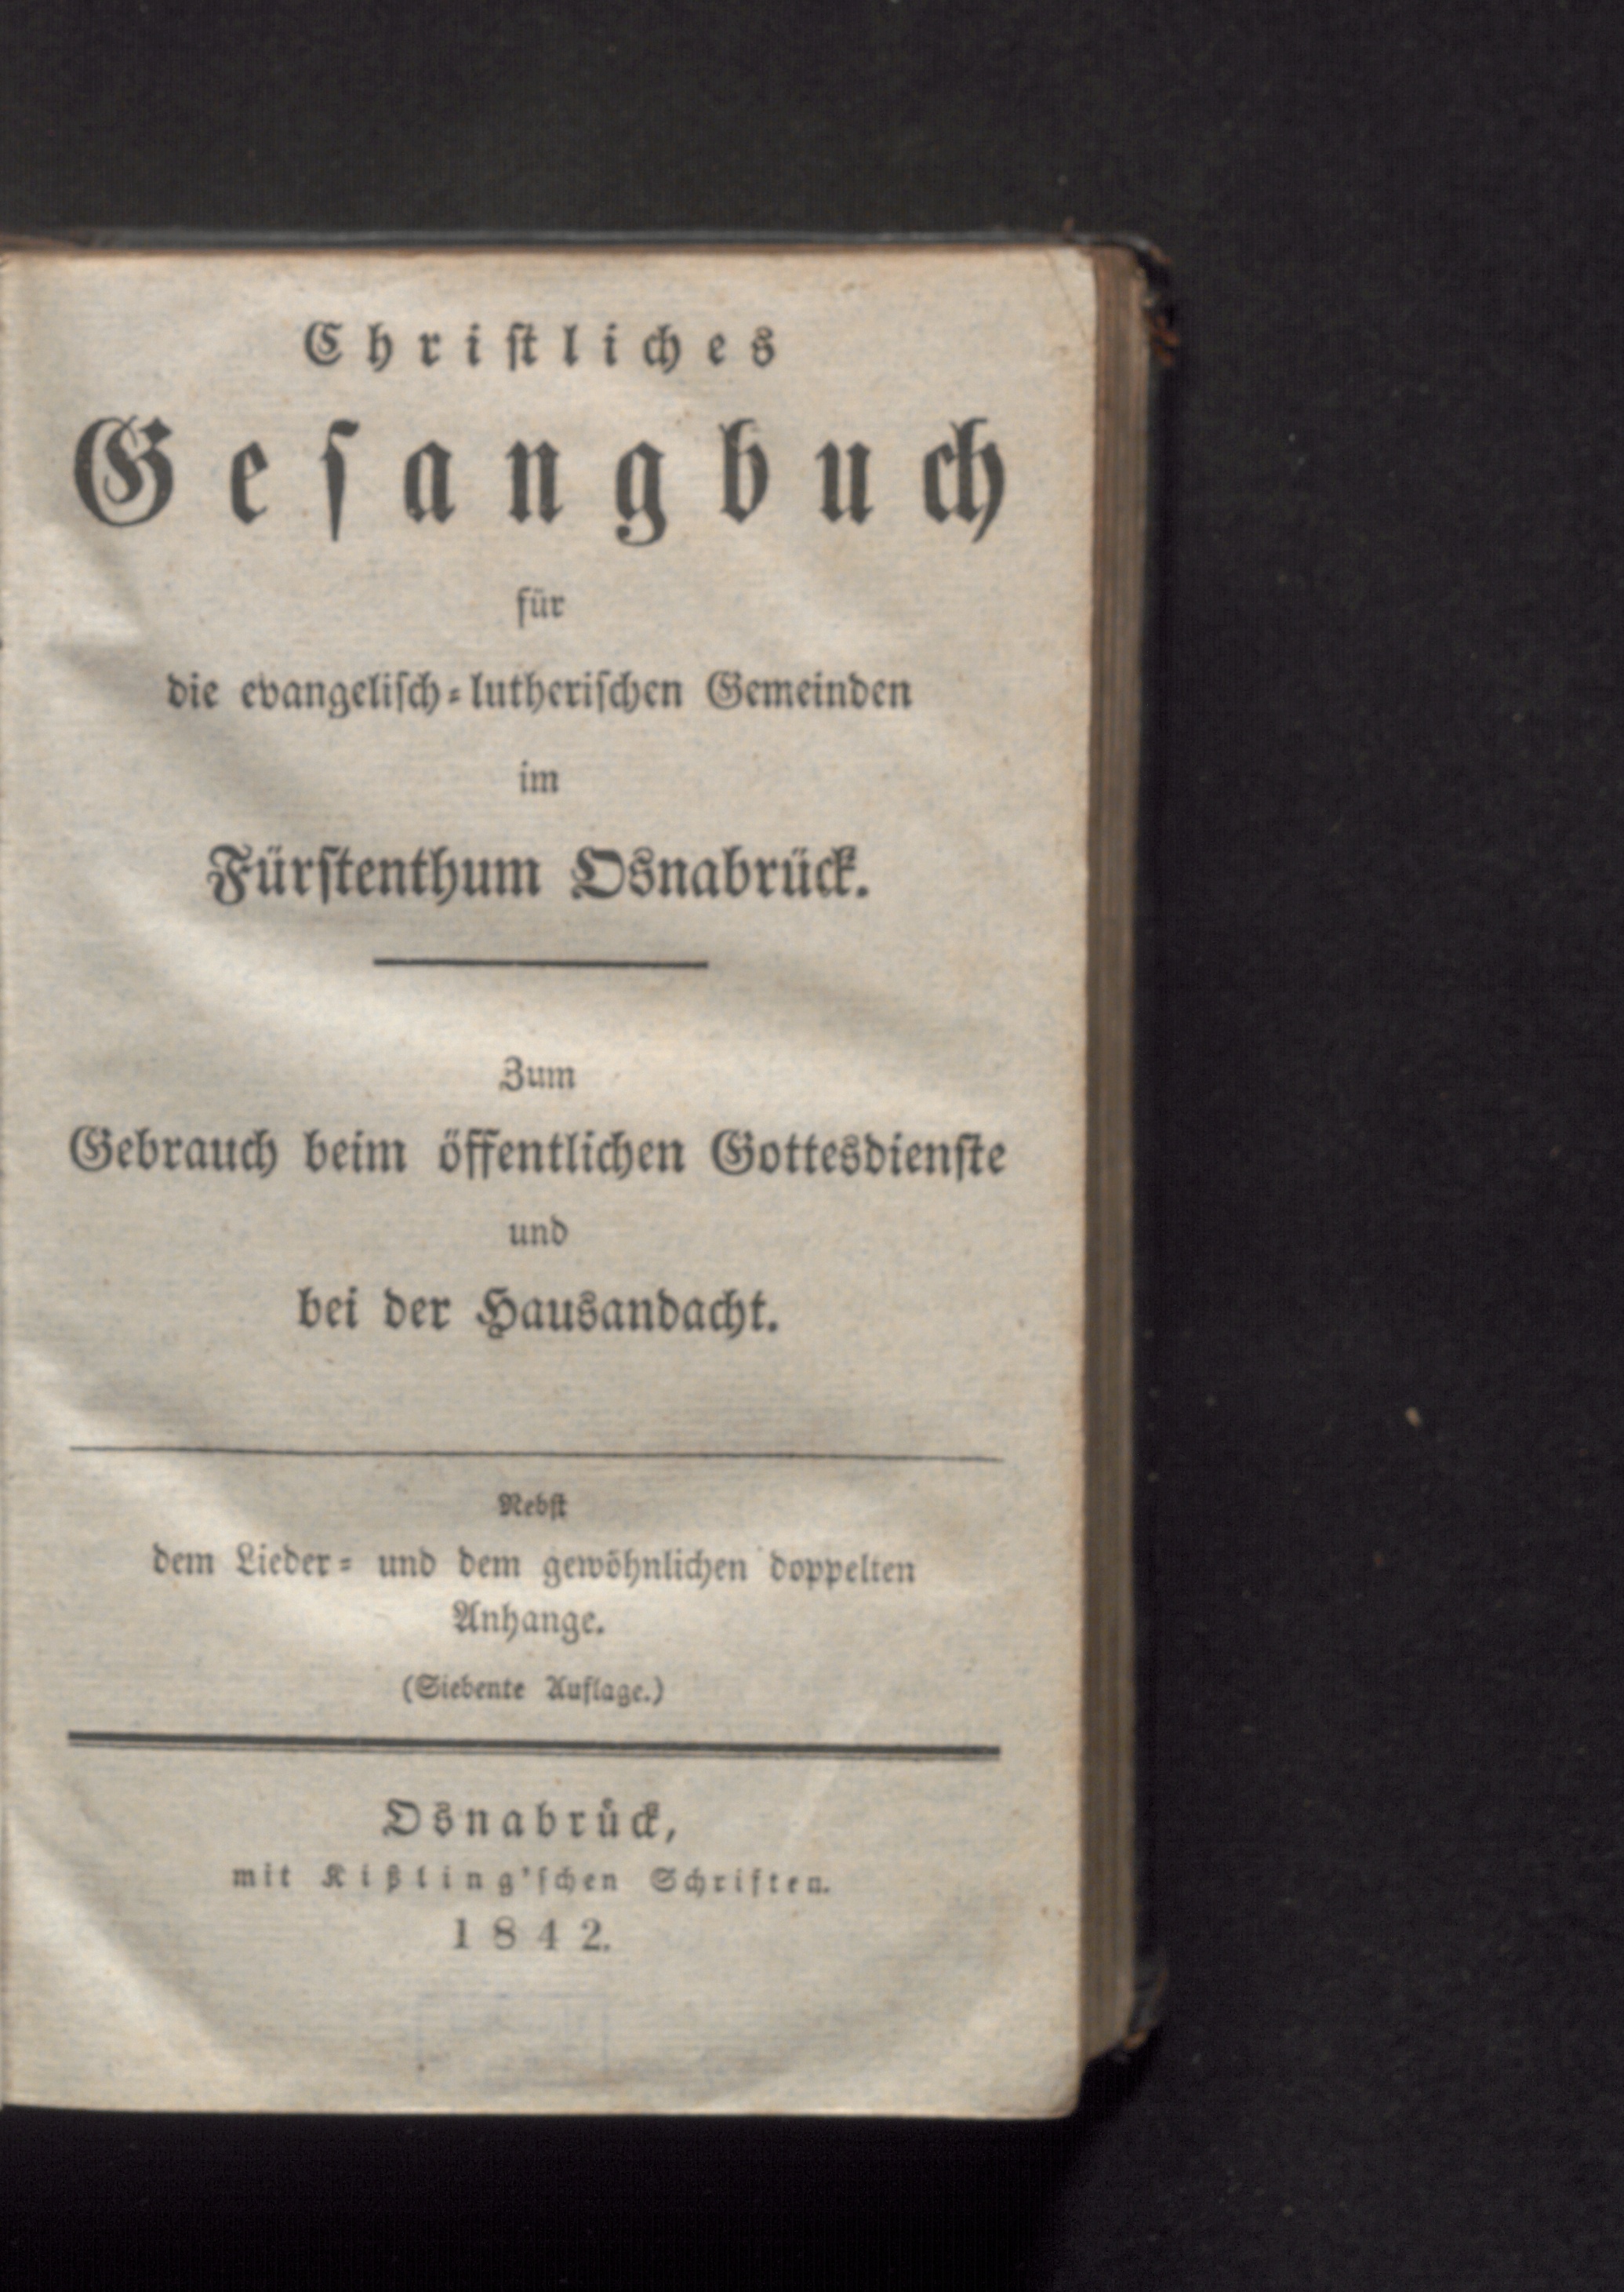 Christliches
Gesangbuch
für
die evangelisch-lutherischen Gemeinden
im
Fürstenthum Osnabrück.
Zum
Gebrauch beim öffentlichen Gottesdienste
und
bei der Hausandacht.
Nebst
dem Lieder- und dem gewöhnlichen doppelten
Anhange.
(Siebente Auflage.)
Osnabrück,
mit Kißling'schen Schriften.
1842.